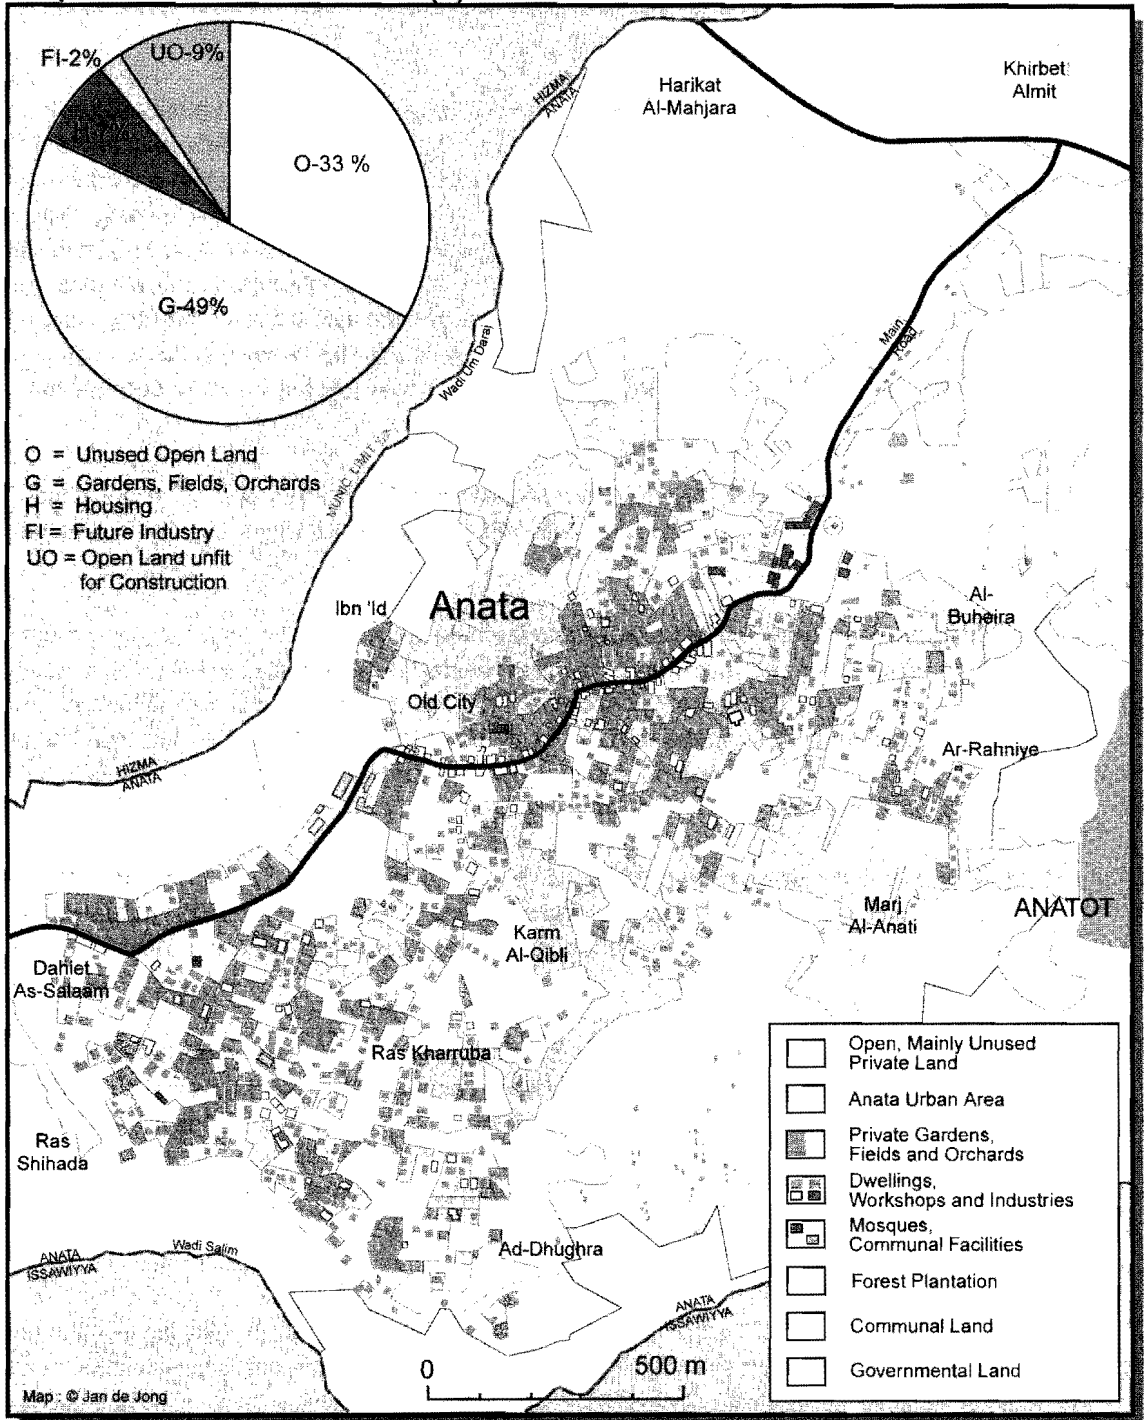 FI-2%
UO-9%
O-33 %
G-49%
O = Unused Open Land
G = Gardens, Fields, Orchards
H = Housing
FI = Future Industry
UO = Open Land unfit
for Construction
HIZMA
ANATA
Harikat
Al-Mahjara
Khirbet
Almit
Main
Road
Wadi Um Daraj
MUNIC LIMIT
Ibn 'Id
Anata
Al-
Buheira
Old City
Ar-Rahniye
HIZMA
ANATA
Marj
Al-Anati
ANATOT
Karm
Al-Qibli
Dahiet
As-Salaam
Ras Kharruba
Ras
Shihada
Ad-Dhughra
ANATA
ISSAWIYYA
Wadi Salim
ANATA
ISSAWIYYA
0 500 m
Map : © Jan de Jong
Open, Mainly Unused
Private Land
Anata Urban Area
Private Gardens,
Fields and Orchards
Dwellings,
Workshops and Industries
Mosques,
Communal Facilities
Forest Plantation
Communal Land
Governmental Land